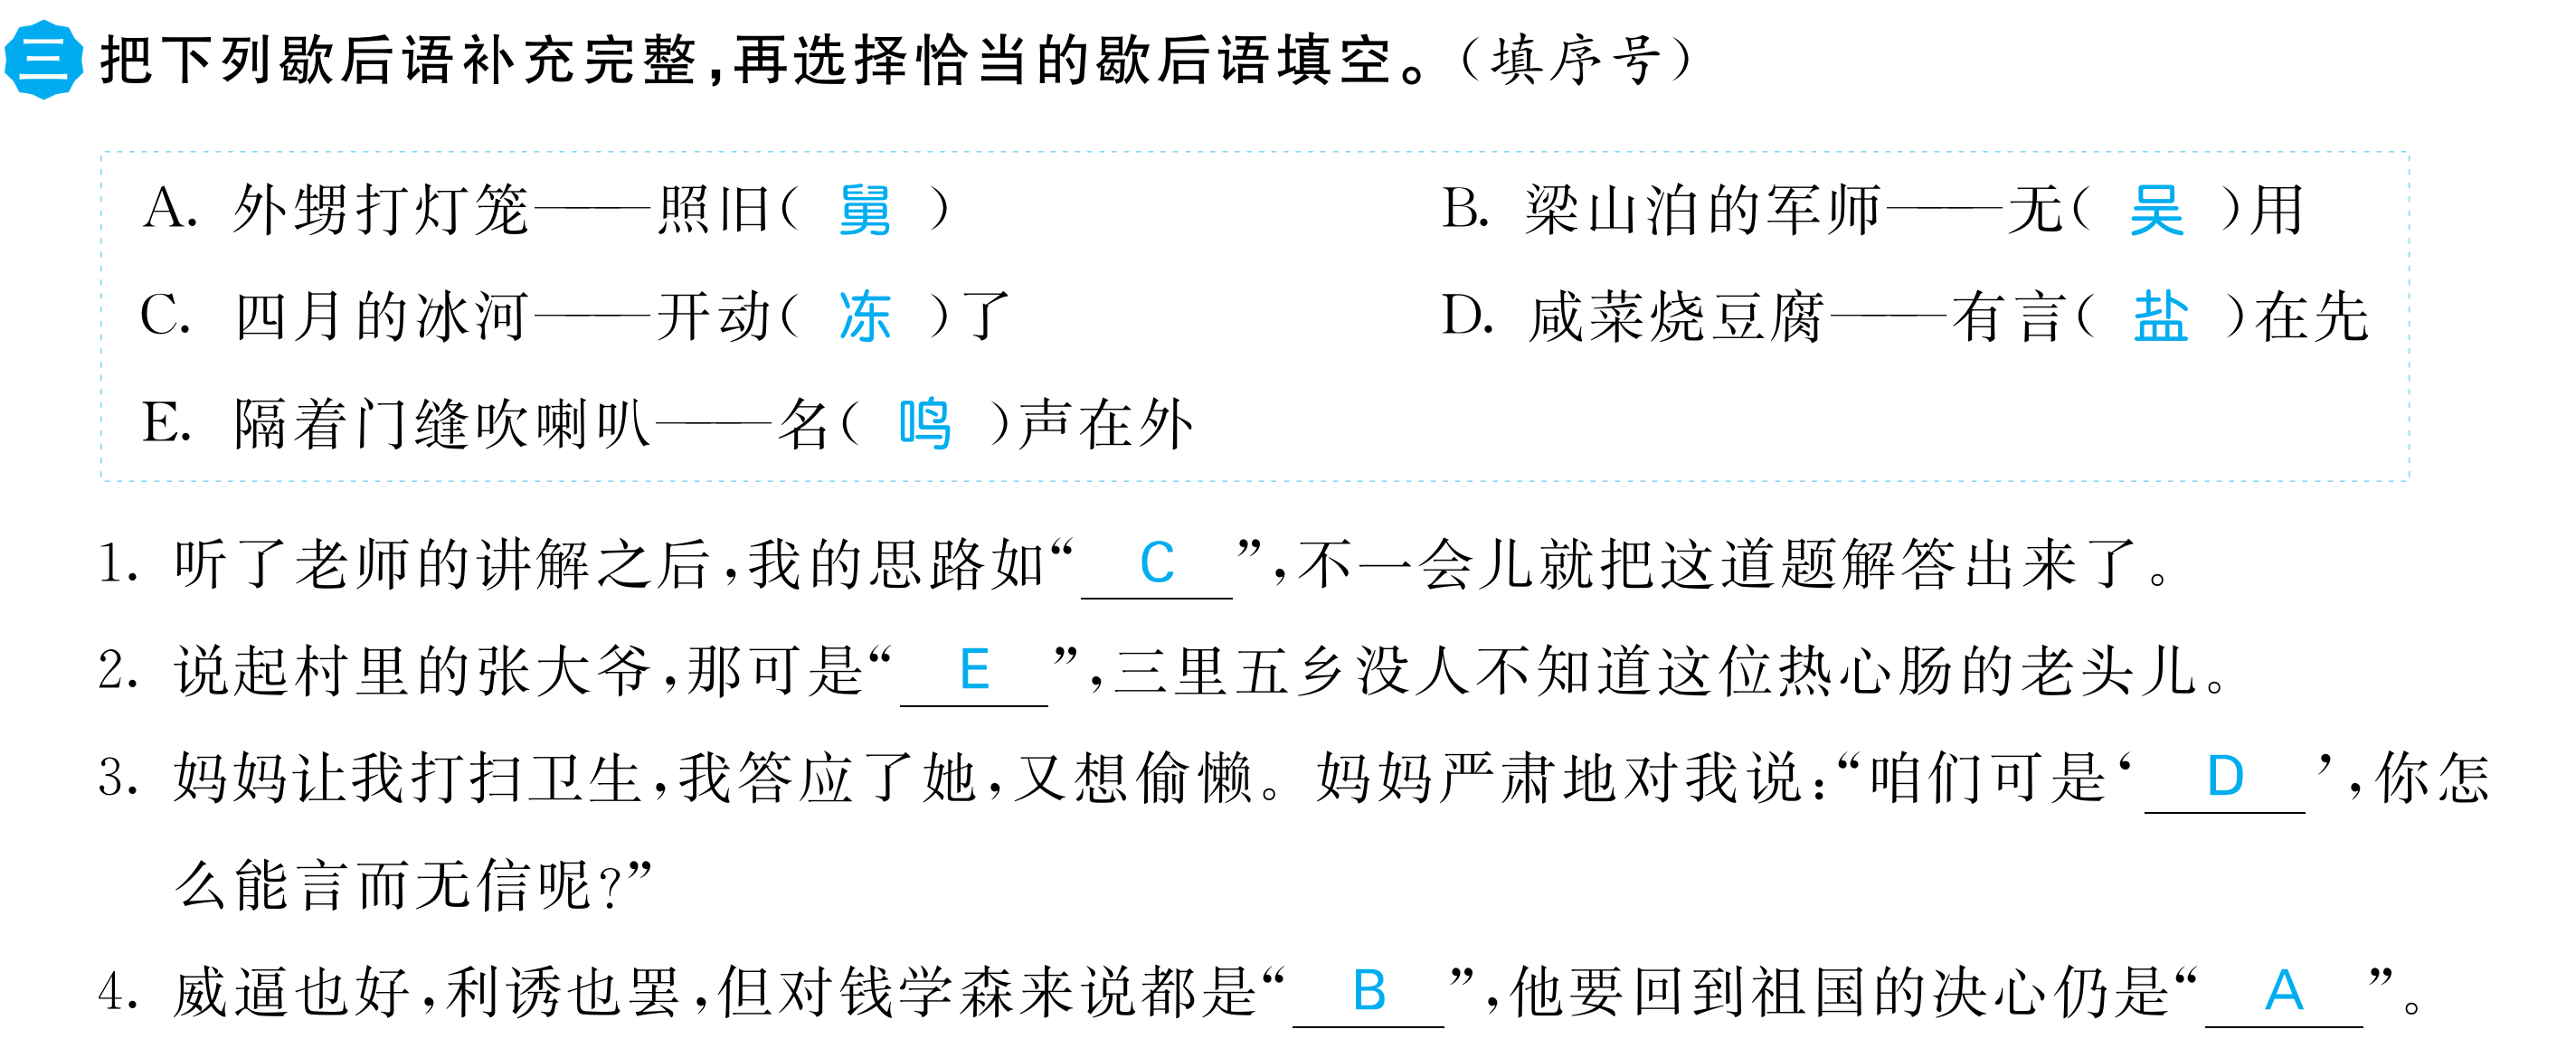 三 把下列歇后语补充完整,再选择恰当的歇后语填空。(填序号)
A. 外甥打灯笼——照旧( 舅 ) B. 梁山泊的军师——无( 吴 )用
C. 四月的冰河——开动( 冻 )了 D. 咸菜烧豆腐——有言( 盐 )在先
E. 隔着门缝吹喇叭——名( 鸣 )声在外
1. 听了老师的讲解之后,我的思路如“ C ”,不一会儿就把这道题解答出来了。
2. 说起村里的张大爷,那可是“ E ”,三里五乡没人不知道这位热心肠的老头儿。
3. 妈妈让我打扫卫生,我答应了她,又想偷懒。妈妈严肃地对我说:“咱们可是‘ D ’,你怎
么能言而无信呢?”
4. 威逼也好,利诱也罢,但对钱学森来说都是“ B ”,他要回到祖国的决心仍是“ A ”。